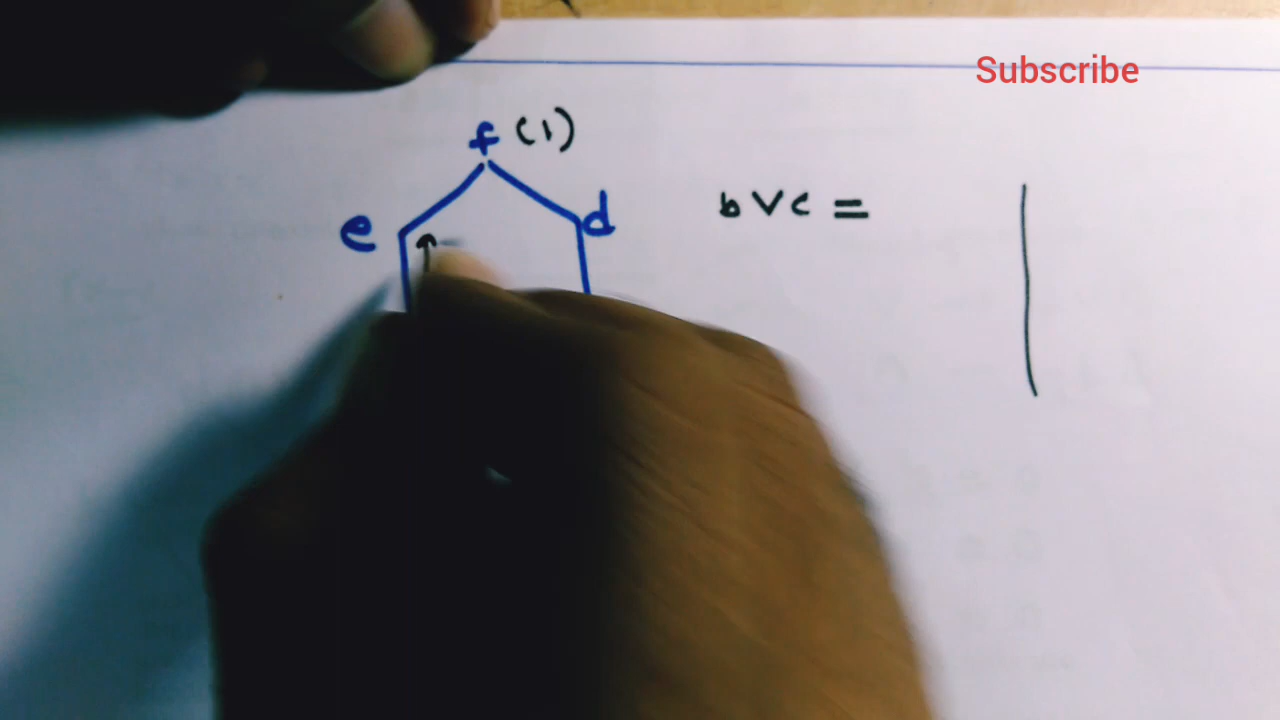 Subscribe
f (1)
e
d
b ∨ c =